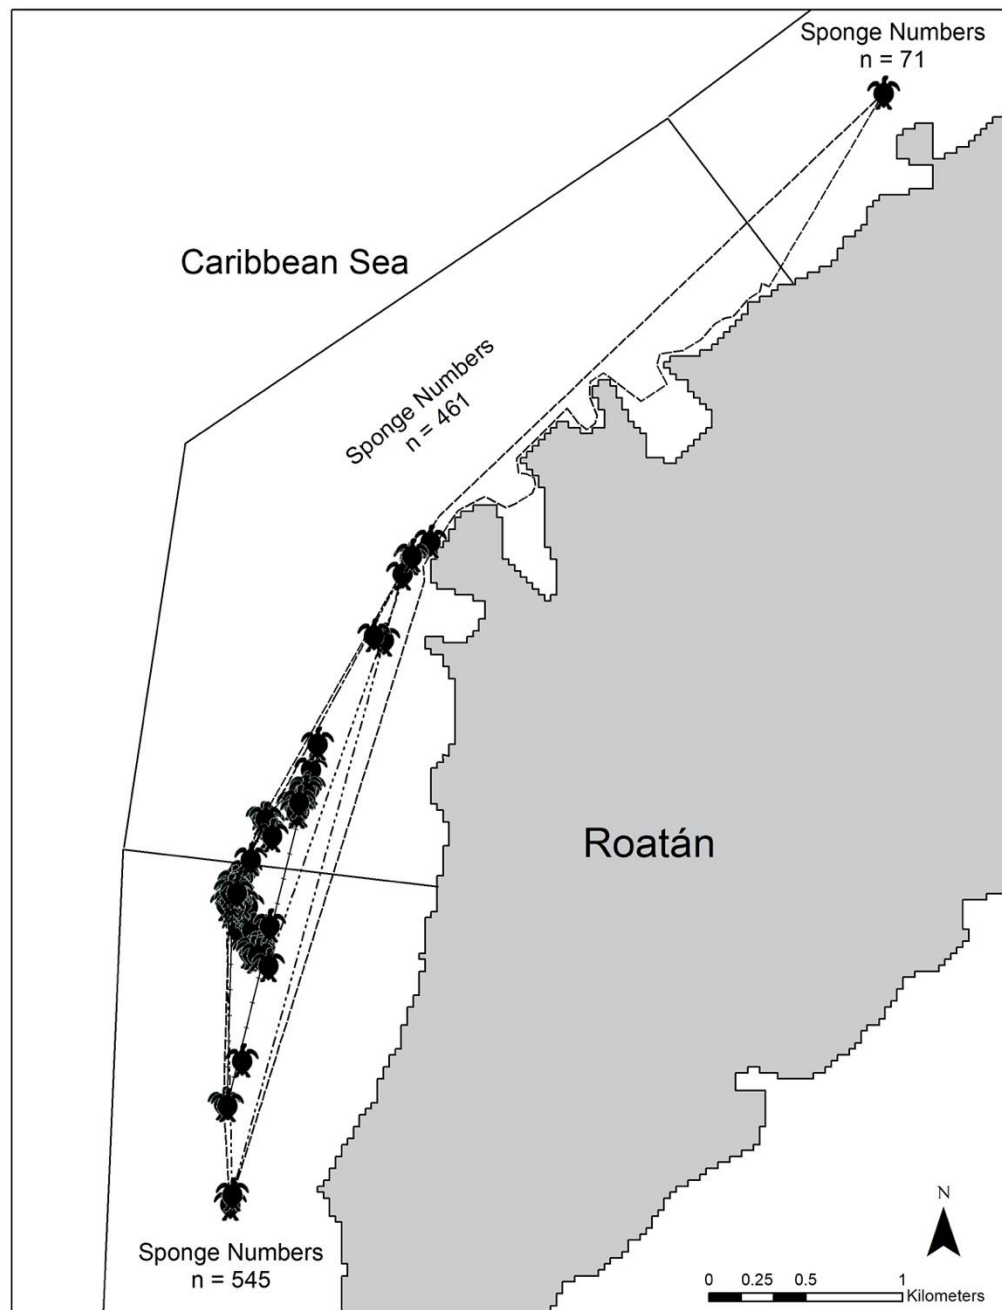 Sponge Numbers
n = 71
Caribbean Sea
Sponge Numbers
n = 461
Roatán
Sponge Numbers
n = 545
N
0 0.25 0.5 1
Kilometers